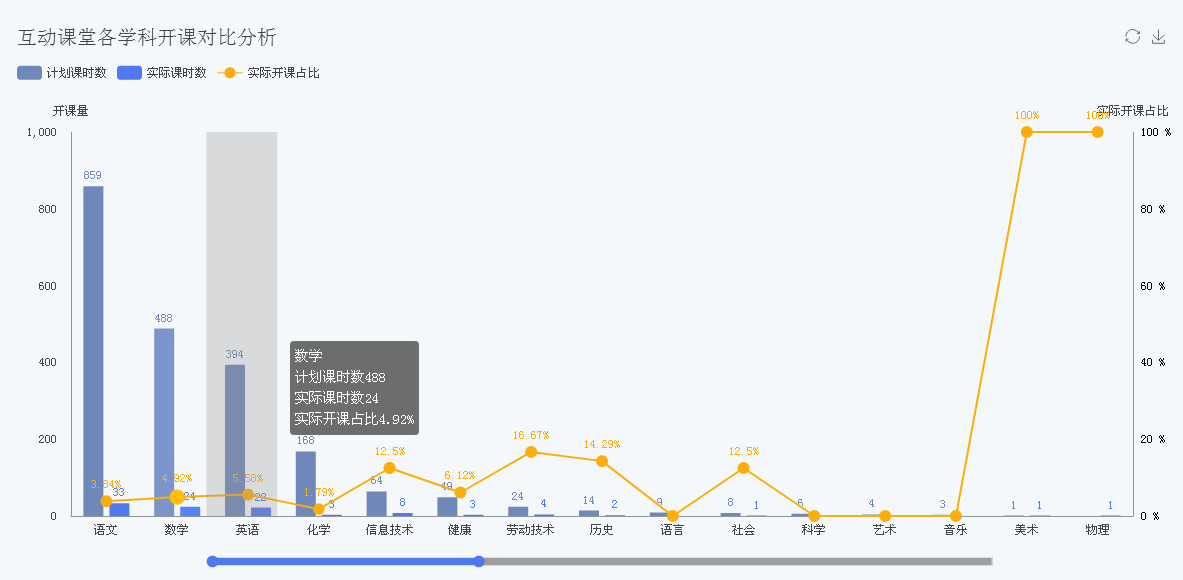 互动课堂各学科开课对比分析
计划课时数 实际课时数 实际开课占比
开课量 实际开课占比
1,000
800
600
400
200
0
100 %
80 %
60 %
40 %
20 %
0 %
859 488 394 168 64 49 24 14 9 8 6 4 3 1
33 24 22 3 8 3 4 2 1 1 1
3.84% 4.92% 5.58% 1.79% 12.5% 6.12% 16.67% 14.29% 12.5% 100% 100%
数学
计划课时数488
实际课时数24
实际开课占比4.92%
语文 数学 英语 化学 信息技术 健康 劳动技术 历史 语言 社会 科学 艺术 音乐 美术 物理